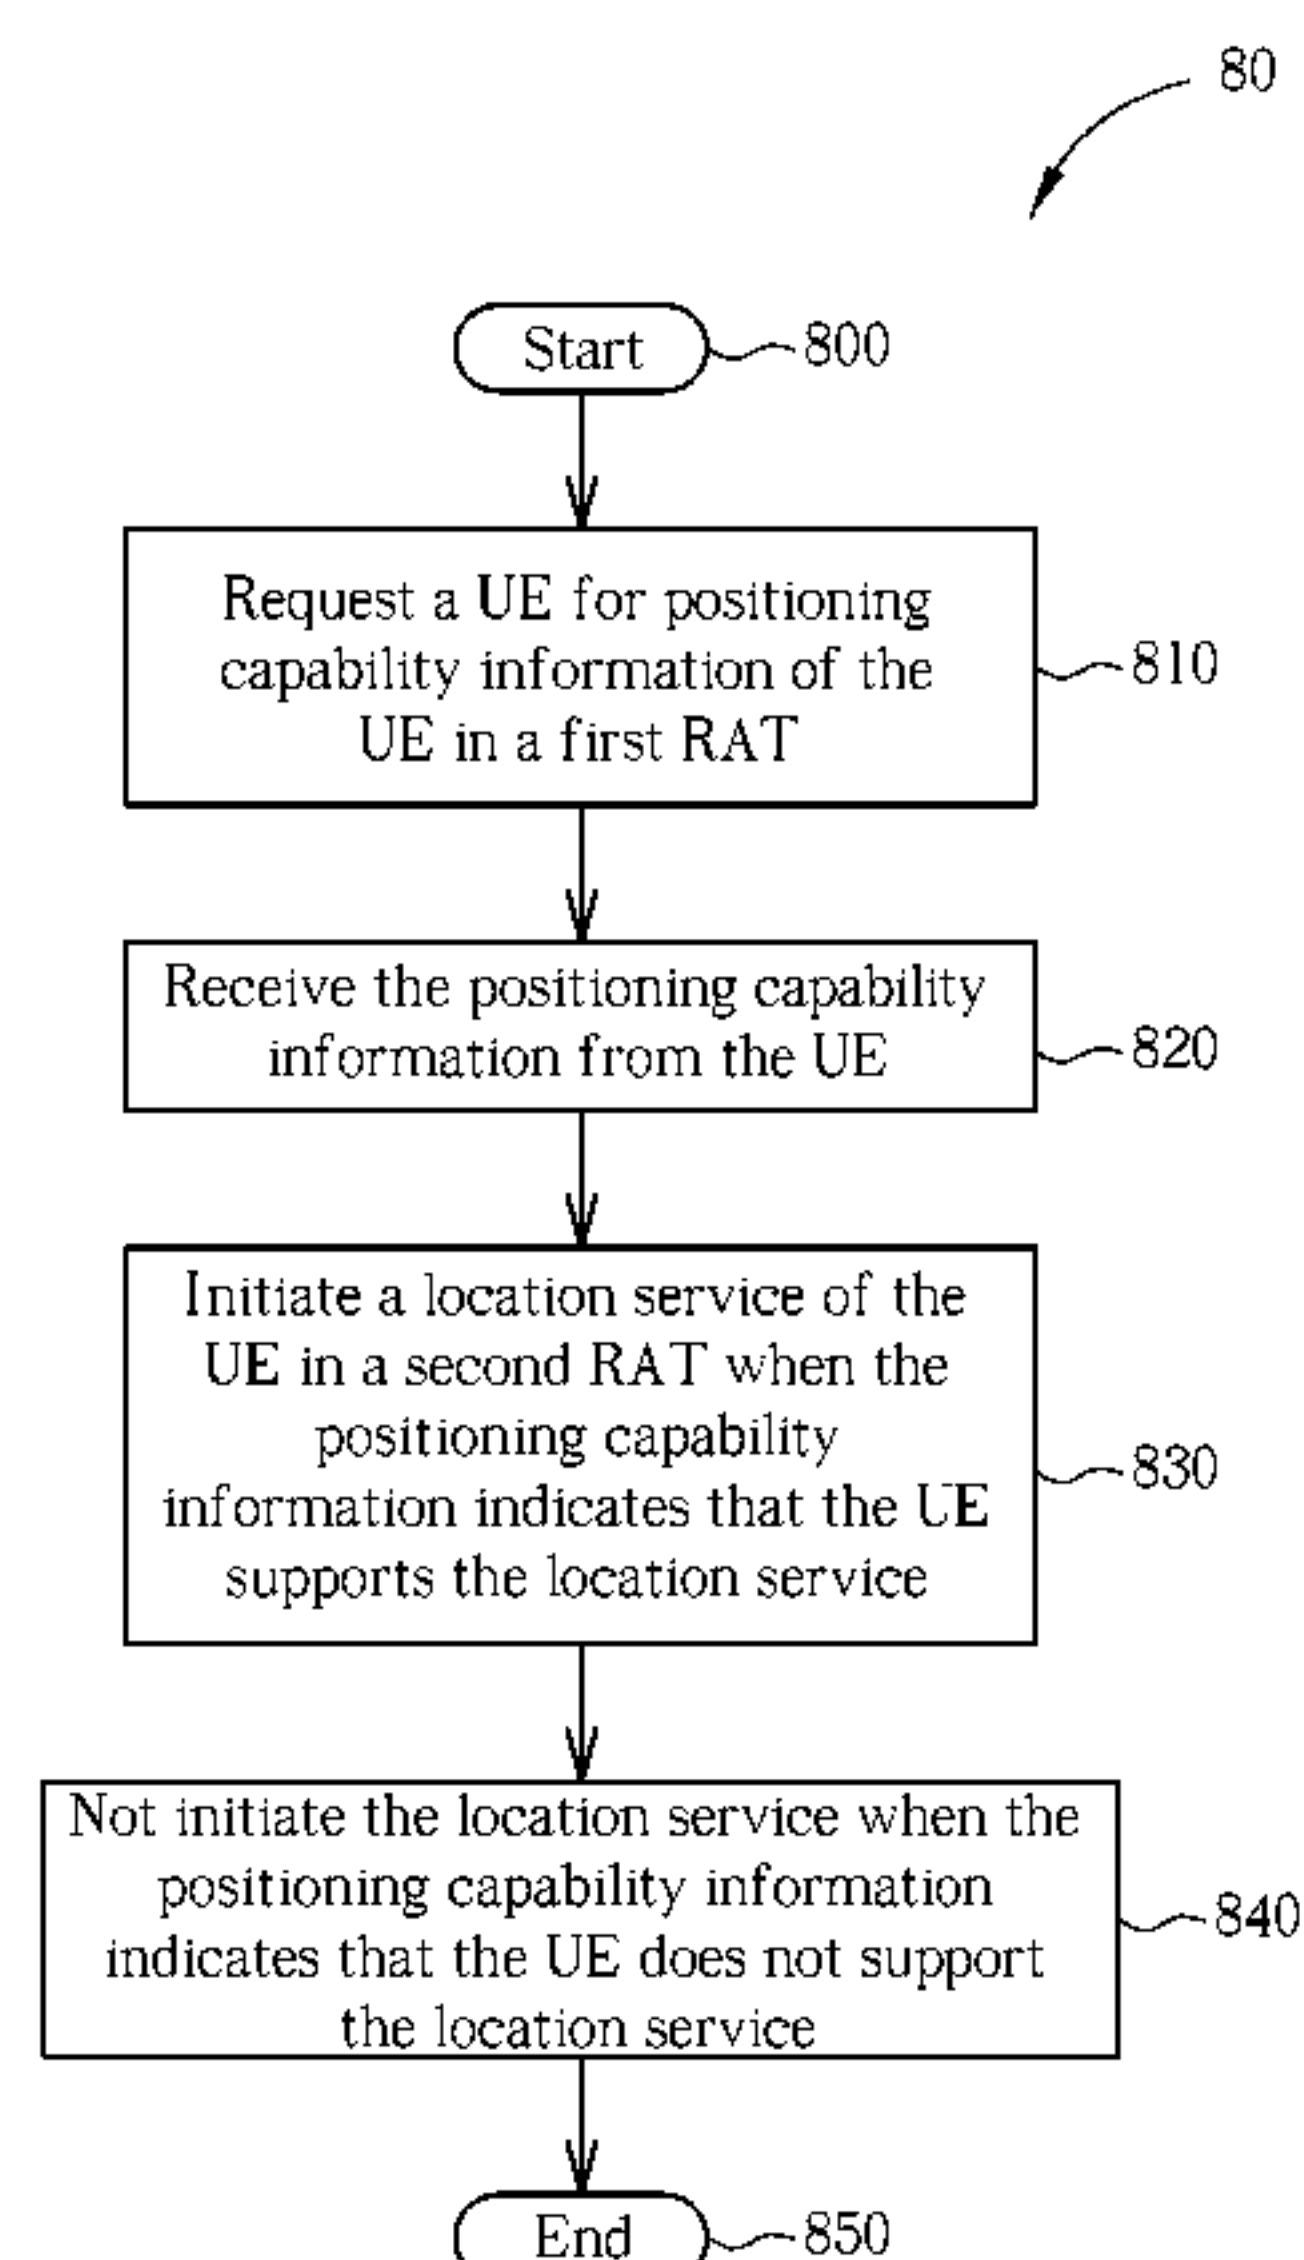 80
Start
800
Request a UE for positioning
capability information of the
UE in a first RAT
810
Receive the positioning capability
information from the UE
820
Initiate a location service of the
UE in a second RAT when the
positioning capability
information indicates that the UE
supports the location service
830
Not initiate the location service when the
positioning capability information
indicates that the UE does not support
the location service
840
End
850